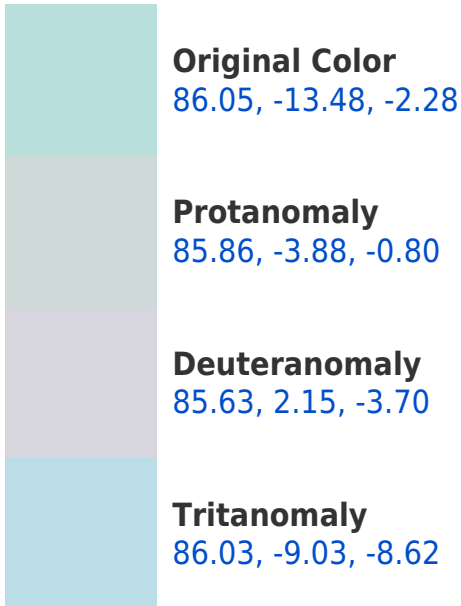 Original Color
86.05, -13.48, -2.28
Protanomaly
85.86, -3.88, -0.80
Deuteranomaly
85.63, 2.15, -3.70
Tritanomaly
86.03, -9.03, -8.62